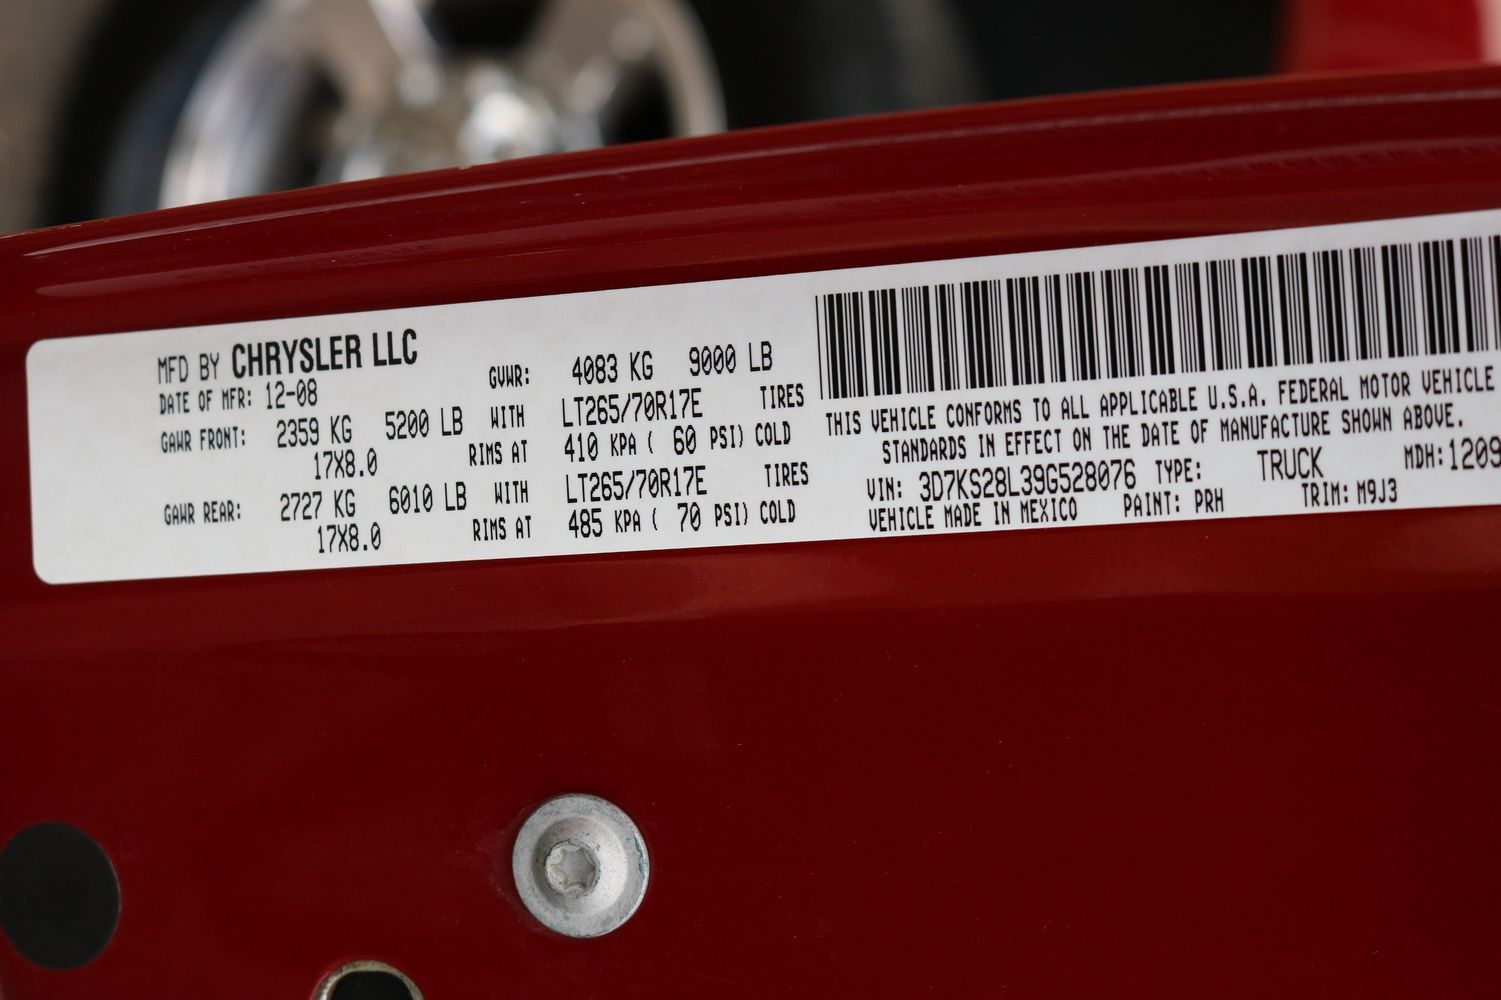 MFD BY CHRYSLER LLC
DATE OF MFR: 12-08
GVWR: 4083 KG 9000 LB
GAWR FRONT: 2359 KG 5200 LB WITH LT265/70R17E TIRES
17X8.0 RIMS AT 410 KPA ( 60 PSI) COLD
GAWR REAR: 2727 KG 6010 LB WITH LT265/70R17E TIRES
17X8.0 RIMS AT 485 KPA ( 70 PSI) COLD
THIS VEHICLE CONFORMS TO ALL APPLICABLE U.S.A. FEDERAL MOTOR VEHICLE
STANDARDS IN EFFECT ON THE DATE OF MANUFACTURE SHOWN ABOVE.
VIN: 3D7KS28L39G528076 TYPE: TRUCK MDH: 1209
VEHICLE MADE IN MEXICO PAINT: PRH TRIM: M9J3